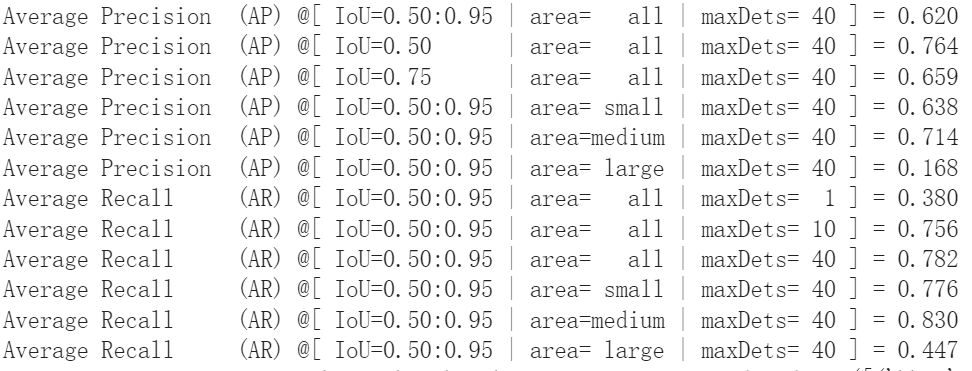 Average Precision  (AP) @[ IoU=0.50:0.95 | area=   all | maxDets= 40 ] = 0.620
Average Precision  (AP) @[ IoU=0.50      | area=   all | maxDets= 40 ] = 0.764
Average Precision  (AP) @[ IoU=0.75      | area=   all | maxDets= 40 ] = 0.659
Average Precision  (AP) @[ IoU=0.50:0.95 | area= small | maxDets= 40 ] = 0.638
Average Precision  (AP) @[ IoU=0.50:0.95 | area=medium | maxDets= 40 ] = 0.714
Average Precision  (AP) @[ IoU=0.50:0.95 | area= large | maxDets= 40 ] = 0.168
Average Recall     (AR) @[ IoU=0.50:0.95 | area=   all | maxDets=  1 ] = 0.380
Average Recall     (AR) @[ IoU=0.50:0.95 | area=   all | maxDets= 10 ] = 0.756
Average Recall     (AR) @[ IoU=0.50:0.95 | area=   all | maxDets= 40 ] = 0.782
Average Recall     (AR) @[ IoU=0.50:0.95 | area= small | maxDets= 40 ] = 0.776
Average Recall     (AR) @[ IoU=0.50:0.95 | area=medium | maxDets= 40 ] = 0.830
Average Recall     (AR) @[ IoU=0.50:0.95 | area= large | maxDets= 40 ] = 0.447